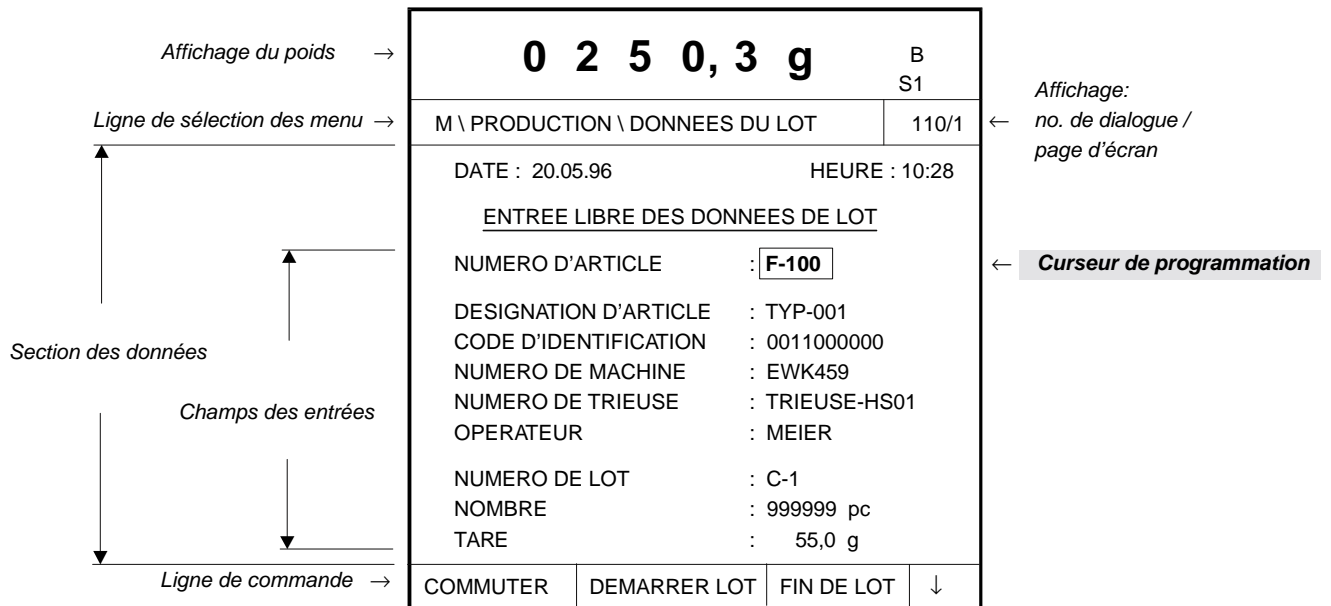 Affichage du poids → 0 2 5 0, 3 g B
S1
Ligne de sélection des menu → M \ PRODUCTION \ DONNEES DU LOT 110/1 ← Affichage:
no. de dialogue /
page d'écran
DATE : 20.05.96 HEURE : 10:28
ENTREE LIBRE DES DONNEES DE LOT
NUMERO D'ARTICLE : F-100 ← Curseur de programmation
DESIGNATION D'ARTICLE : TYP-001
CODE D'IDENTIFICATION : 0011000000
Section des données
NUMERO DE MACHINE : EWK459
NUMERO DE TRIEUSE : TRIEUSE-HS01
Champs des entrées
OPERATEUR : MEIER
NUMERO DE LOT : C-1
NOMBRE : 999999 pc
TARE : 55,0 g
Ligne de commande → COMMUTER DEMARRER LOT FIN DE LOT ↓